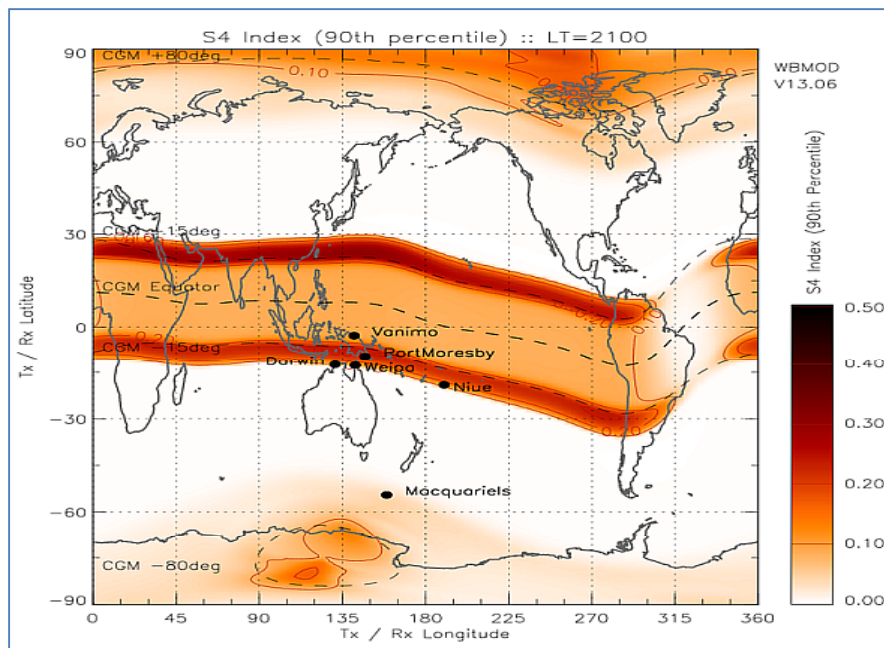 S4 Index (90th percentile) :: LT=2100
WBMOD
V13.06
90
60
30
0
-30
-60
-90
Tx / Rx Latitude
CGM +80deg
0.10
CGM +15deg
CGM Equator
CGM -15deg
CGM -80deg
Vanimo
PortMoresby
Darwin
Weipa
Niue
MacquarieIs
0 45 90 135 180 225 270 315 360
Tx / Rx Longitude
S4 Index (90th Percentile)
0.50
0.40
0.30
0.20
0.10
0.00